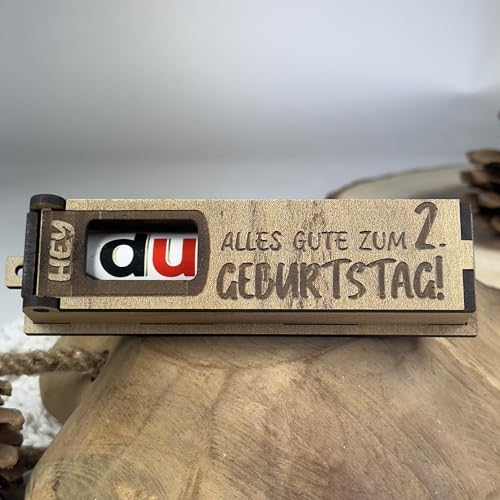 HEY
du
ALLES GUTE ZUM 2.
GEBURTSTAG!